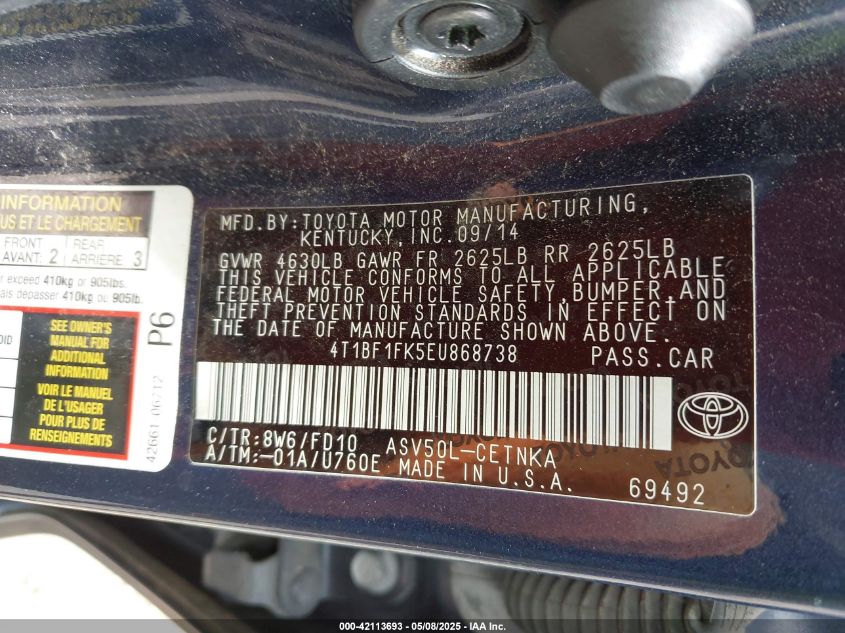 INFORMATION
US ET LE CHARGEMENT
FRONT
AVANT: 2
REAR
ARRIERE 3
exceed 410kg or 905lbs.
ais dépasser 410kg ou 905lb.
SEE OWNER'S
MANUAL FOR
ADDITIONAL
INFORMATION
VOIR LE MANUEL
DE L'USAGER
POUR PLUS DE
RENSEIGNEMENTS
P6
42661-06712
MFD.BY:TOYOTA MOTOR MANUFACTURING,
KENTUCKY,INC.09/14
GVWR 4630LB GAWR FR 2625LB RR 2625LB
THIS VEHICLE CONFORMS TO ALL APPLICABLE
FEDERAL MOTOR VEHICLE SAFETY,BUMPER,AND
THEFT PREVENTION STANDARDS IN EFFECT ON
THE DATE OF MANUFACTURE SHOWN ABOVE.
4T1BF1FK5EU868738 PASS.CAR
C/TR:8W6/FD10 ASV50L-CETNKA
A/TM:-01A/U760E MADE IN U.S.A.
69492
000-42113693 - 05/08/2025 - IAA Inc.